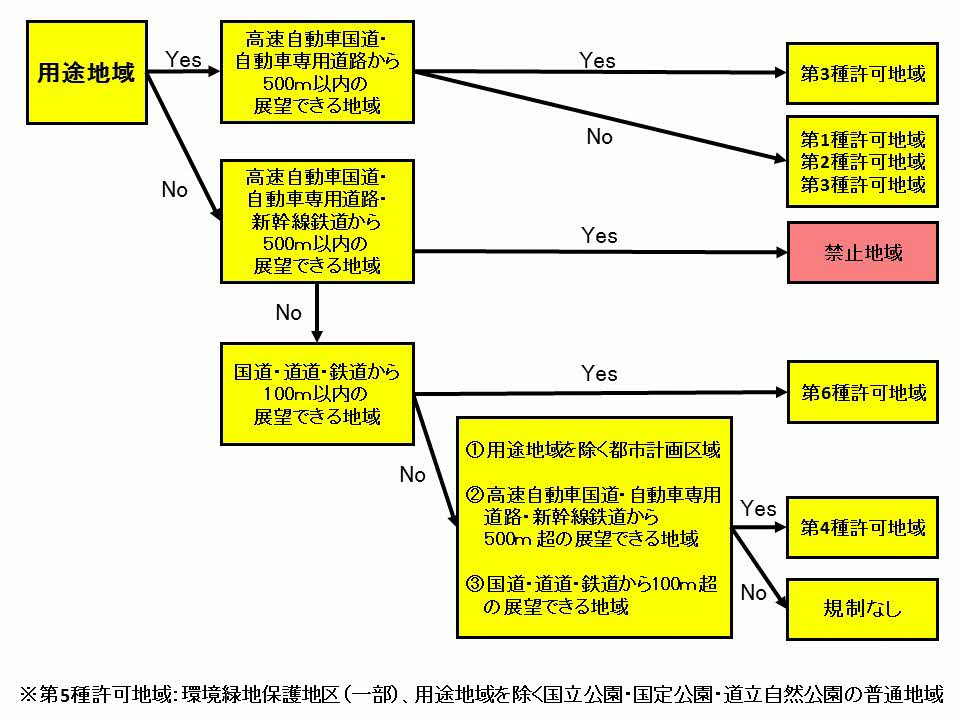 用途地域
Yes
高速自動車国道・
自動車専用道路から
500m以内の
展望できる地域
Yes
第3種許可地域
No
第1種許可地域
第2種許可地域
第3種許可地域
No
高速自動車国道・
自動車専用道路・
新幹線鉄道から
500m以内の
展望できる地域
Yes
禁止地域
No
国道・道道・鉄道から
100m以内の
展望できる地域
Yes
第6種許可地域
No
①用途地域を除く都市計画区域
②高速自動車国道・自動車専用
道路・新幹線鉄道から
500m 超の展望できる地域
③国道・道道・鉄道から100m超
の展望できる地域
Yes
第4種許可地域
No
規制なし
※第5種許可地域:環境緑地保護地区(一部)、用途地域を除く国立公園・国定公園・道立自然公園の普通地域